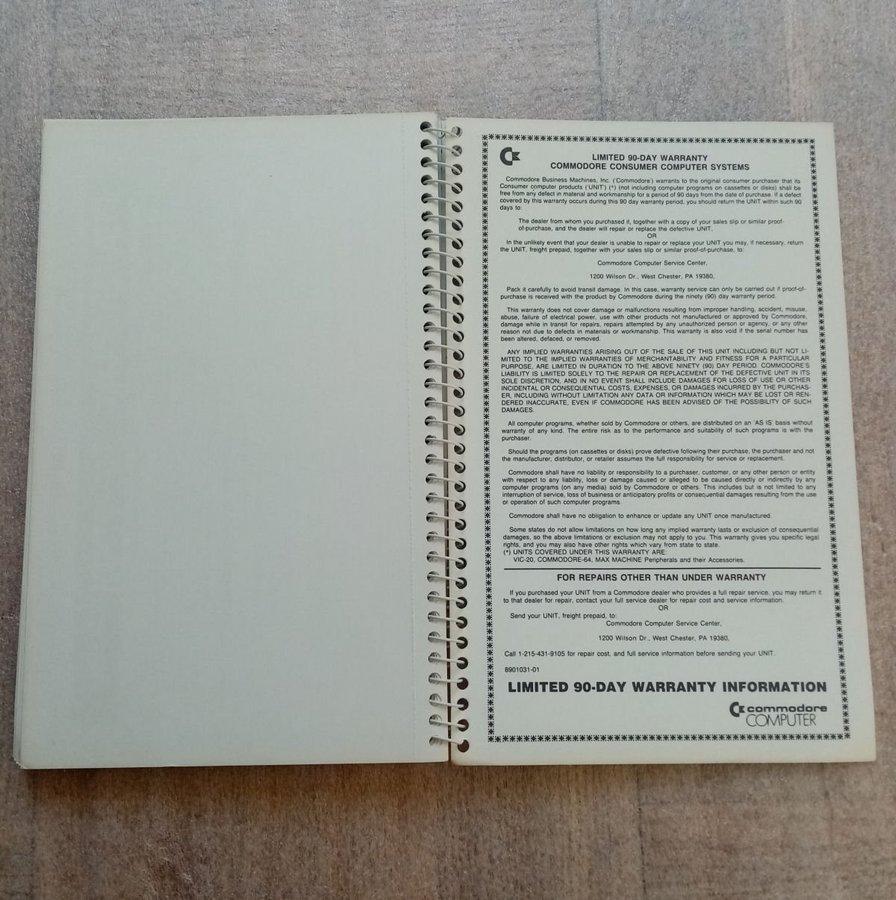 LIMITED 90-DAY WARRANTY
COMMODORE CONSUMER COMPUTER SYSTEMS
Commodore Business Machines, Inc. ('Commodore') warrants to the original consumer purchaser that its
Consumer computer products ('UNIT') (*) (not including computer programs on cassettes or disks) shall be
free from any defect in material and workmanship for a period of 90 days from the date of purchase. If a defect
covered by this warranty occurs during this 90 day warranty period, you should return the UNIT within such 90
days to:
The dealer from whom you purchased it, together with a copy of your sales slip or similar proof-
of-purchase, and the dealer will repair or replace the defective UNIT.
OR
In the unlikely event that your dealer is unable to repair or replace your UNIT you may, if necessary, return
the UNIT, freight prepaid, together with your sales slip or similar proof-of-purchase, to:
Commodore Computer Service Center,
1200 Wilson Dr., West Chester, PA 19380,
Pack it carefully to avoid transit damage. In this case, warranty service can only be carried out if proof-of-
purchase is received with the product by Commodore during the ninety (90) day warranty period.
This warranty does not cover damage or malfunctions resulting from improper handling, accident, misuse,
abuse, failure of electrical power, use with other products not manufactured or approved by Commodore,
damage while in transit for repairs, repairs attempted by any unauthorized person or agency, or any other
reason not due to defects in materials or workmanship. This warranty is also void if the serial number has
been altered, defaced, or removed.
ANY IMPLIED WARRANTIES ARISING OUT OF THE SALE OF THIS UNIT INCLUDING BUT NOT LI-
MITED TO THE IMPLIED WARRANTIES OF MERCHANTABILITY AND FITNESS FOR A PARTICULAR
PURPOSE, ARE LIMITED IN DURATION TO THE ABOVE NINETY (90) DAY PERIOD. COMMODORE'S
LIABILITY IS LIMITED SOLELY TO THE REPAIR OR REPLACEMENT OF THE DEFECTIVE UNIT IN ITS
SOLE DISCRETION, AND IN NO EVENT SHALL INCLUDE DAMAGES FOR LOSS OF USE OR OTHER
INCIDENTAL OR CONSEQUENTIAL COSTS, EXPENSES, OR DAMAGES INCURRED BY THE PURCHAS-
ER, INCLUDING WITHOUT LIMITATION ANY DATA OR INFORMATION WHICH MAY BE LOST OR REN-
DERED INACCURATE, EVEN IF COMMODORE HAS BEEN ADVISED OF THE POSSIBILITY OF SUCH
DAMAGES.
All computer programs, whether sold by Commodore or others, are distributed on an 'AS IS' basis without
warranty of any kind. The entire risk as to the performance and suitability of such programs is with the
purchaser.
Should the programs (on cassettes or disks) prove defective following their purchase, the purchaser and not
the manufacturer, distributor, or retailer assumes the full responsibility for service or replacement.
Commodore shall have no liability or responsibility to a purchaser, customer, or any other person or entity
with respect to any liability, loss or damage caused or alleged to be caused directly or indirectly by any
computer programs (on any media) sold by Commodore or others. This includes but is not limited to any
interruption of service, loss of business or anticipatory profits or consequential damages resulting from the use
or operation of such computer programs.
Commodore shall have no obligation to enhance or update any UNIT once manufactured.
Some states do not allow limitations on how long any implied warranty lasts or exclusion of consequential
damages, so the above limitations or exclusion may not apply to you. This warranty gives you specific legal
rights, and you may also have other rights which vary from state to state.
(*) UNITS COVERED UNDER THIS WARRANTY ARE:
VIC-20, COMMODORE-64, MAX MACHINE Peripherals and their Accessories.
FOR REPAIRS OTHER THAN UNDER WARRANTY
If you purchased your UNIT from a Commodore dealer who provides a full repair service, you may return it
to that dealer for repair, contact your full service dealer for repair cost and service information.
OR
Send your UNIT, freight prepaid, to:
Commodore Computer Service Center,
1200 Wilson Dr., West Chester, PA 19380,
Call 1-215-431-9105 for repair cost, and full service information before sending your UNIT.
8901031-01
LIMITED 90-DAY WARRANTY INFORMATION
commodore
COMPUTER